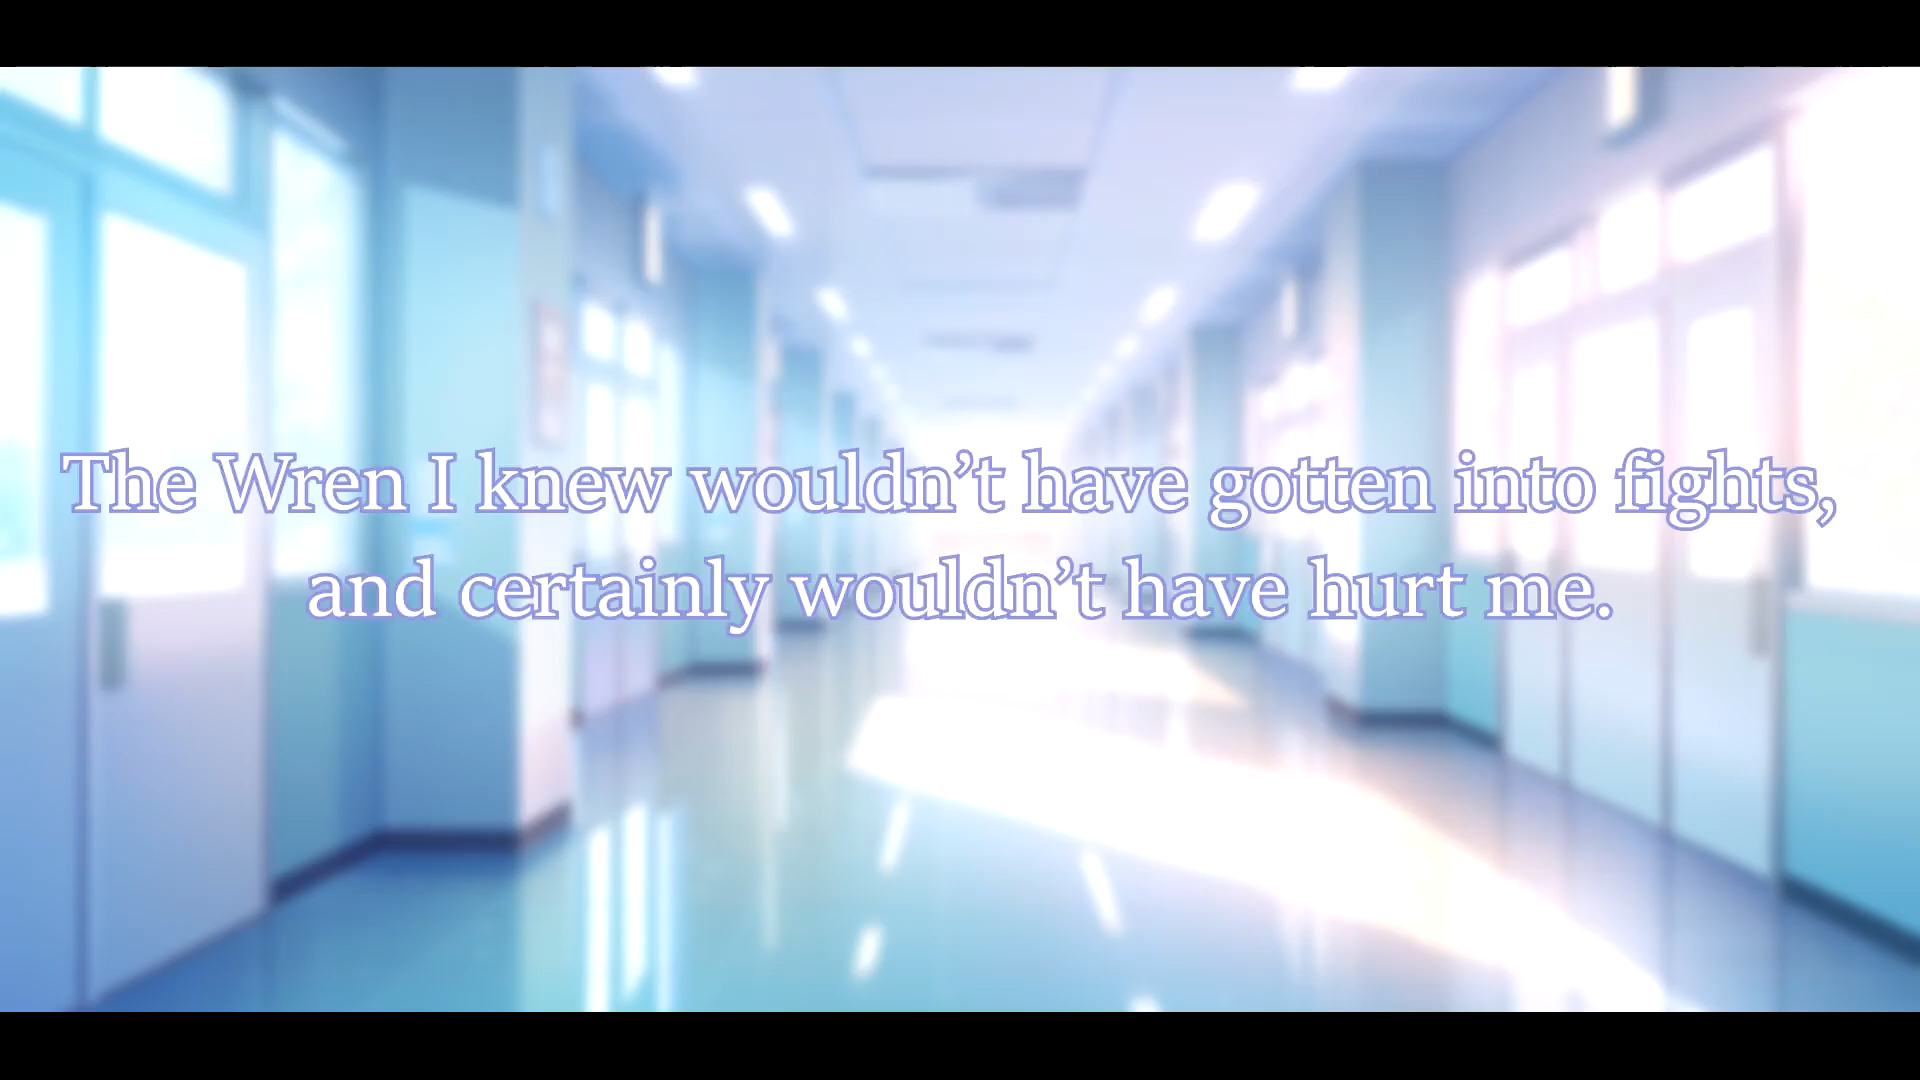 The Wren I knew wouldn’t have gotten into fights,
and certainly wouldn’t have hurt me.